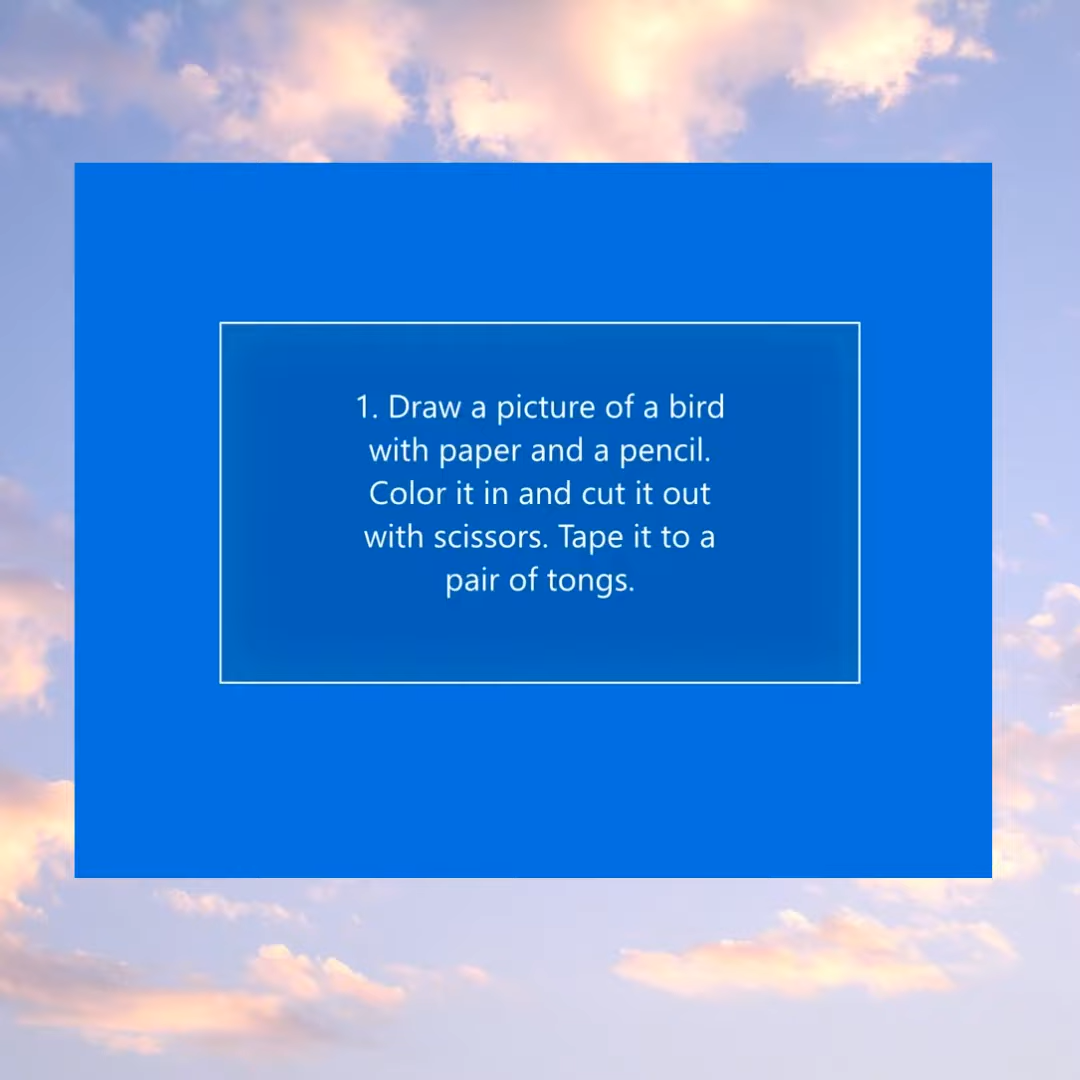 1. Draw a picture of a bird
with paper and a pencil.
Color it in and cut it out
with scissors. Tape it to a
pair of tongs.